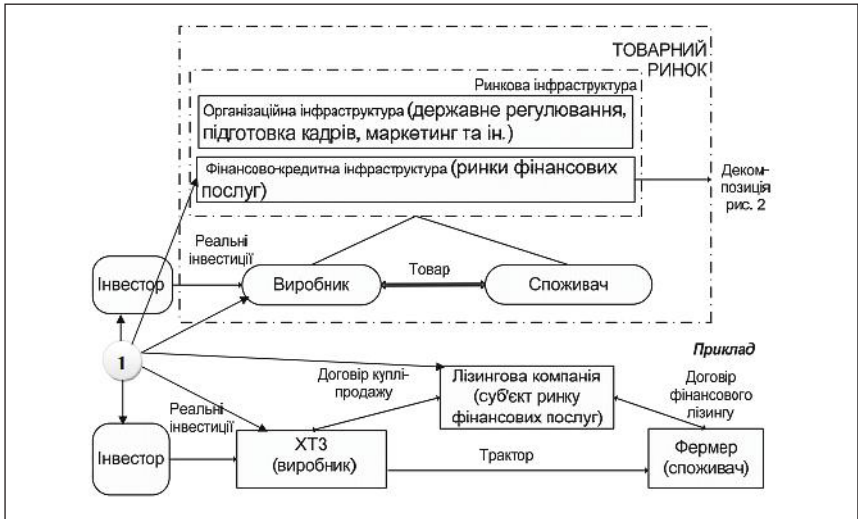 ТОВАРНИЙ
РИНОК
Ринкова інфраструктура
Організаційна інфраструктура (державне регулювання,
підготовка кадрів, маркетинг та ін.)
Фінансово-кредитна інфраструктура (ринки фінансових
послуг)
Деком-
позиція
рис. 2
Реальні
інвестиції
Інвестор
Виробник
Товар
Споживач
1
Приклад
Договір куплі-
продажу
Лізингова компанія
(суб'єкт ринку
фінансових послуг)
Договір
фінансового
лізингу
Реальні
інвестиції
Інвестор
ХТЗ
(виробник)
Трактор
Фермер
(споживач)